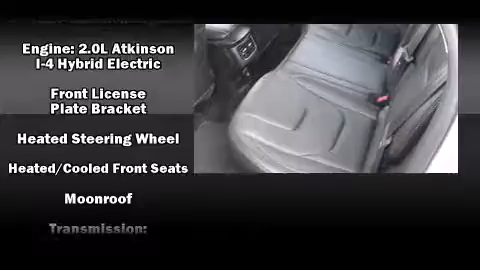 Engine: 2.0L Atkinson
I-4 Hybrid Electric
Front License
Plate Bracket
Heated Steering Wheel
Heated/Cooled Front Seats
Moonroof
Transmission: